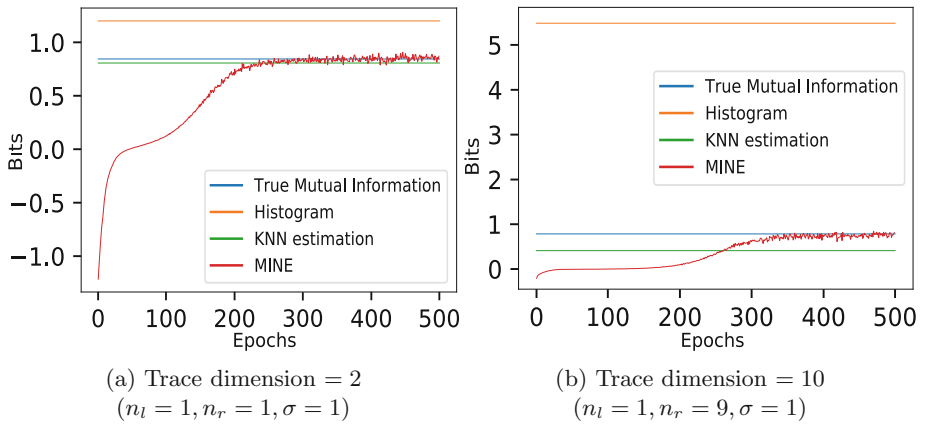 1.0
0.5
0.0
−0.5
−1.0
Bits
0 100 200 300 400 500
Epochs
True Mutual Information
Histogram
KNN estimation
MINE
(a) Trace dimension = 2
(n_l = 1, n_r = 1, σ = 1)
5
4
3
2
1
0
Bits
0 100 200 300 400 500
Epochs
True Mutual Information
Histogram
KNN estimation
MINE
(b) Trace dimension = 10
(n_l = 1, n_r = 9, σ = 1)